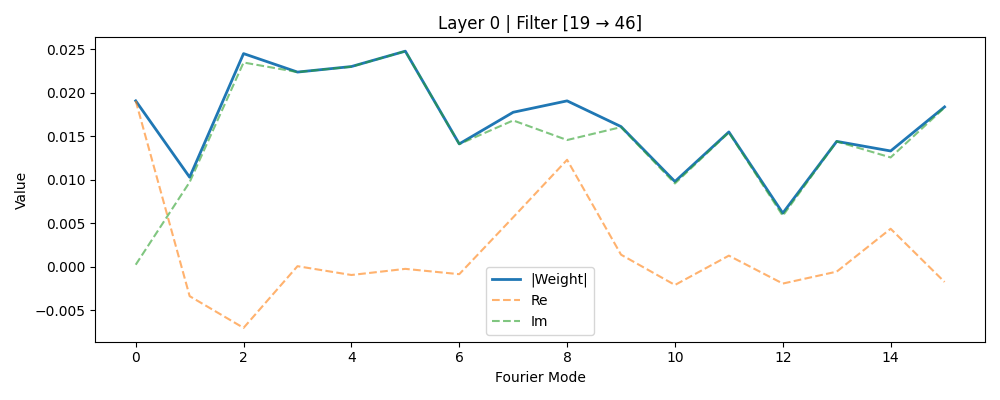 Layer 0 | Filter [19 → 46]
Value
0.025
0.020
0.015
0.010
0.005
0.000
−0.005
|Weight|
Re
Im
0 2 4 6 8 10 12 14
Fourier Mode